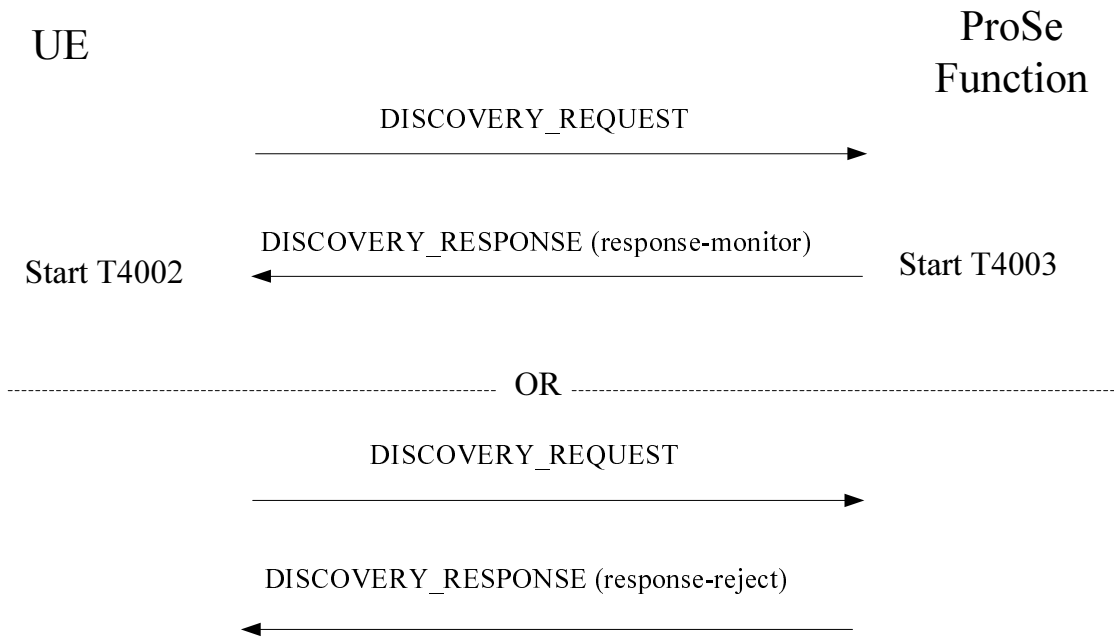 UE
ProSe
Function
DISCOVERY_REQUEST
DISCOVERY_RESPONSE (response-monitor)
Start T4002
Start T4003
OR
DISCOVERY_REQUEST
DISCOVERY_RESPONSE (response-reject)